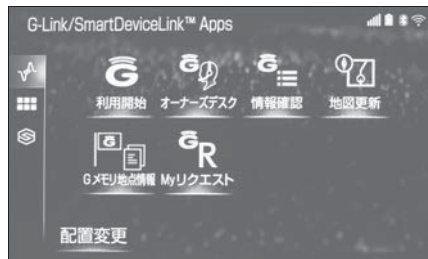 G-Link/SmartDeviceLink™ Apps
利用開始 オーナーズデスク 情報確認 地図更新
Gメモリ地点情報 Myリクエスト
配置変更